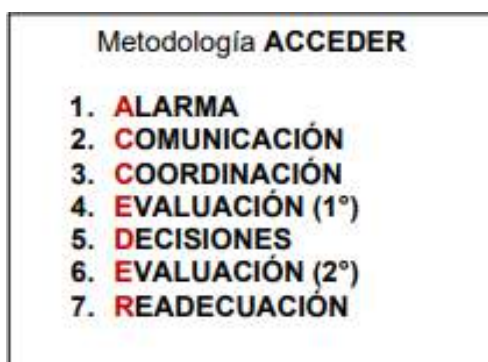 Metodología ACCEDER
1. ALARMA
2. COMUNICACIÓN
3. COORDINACIÓN
4. EVALUACIÓN (1°)
5. DECISIONES
6. EVALUACIÓN (2°)
7. READECUACIÓN